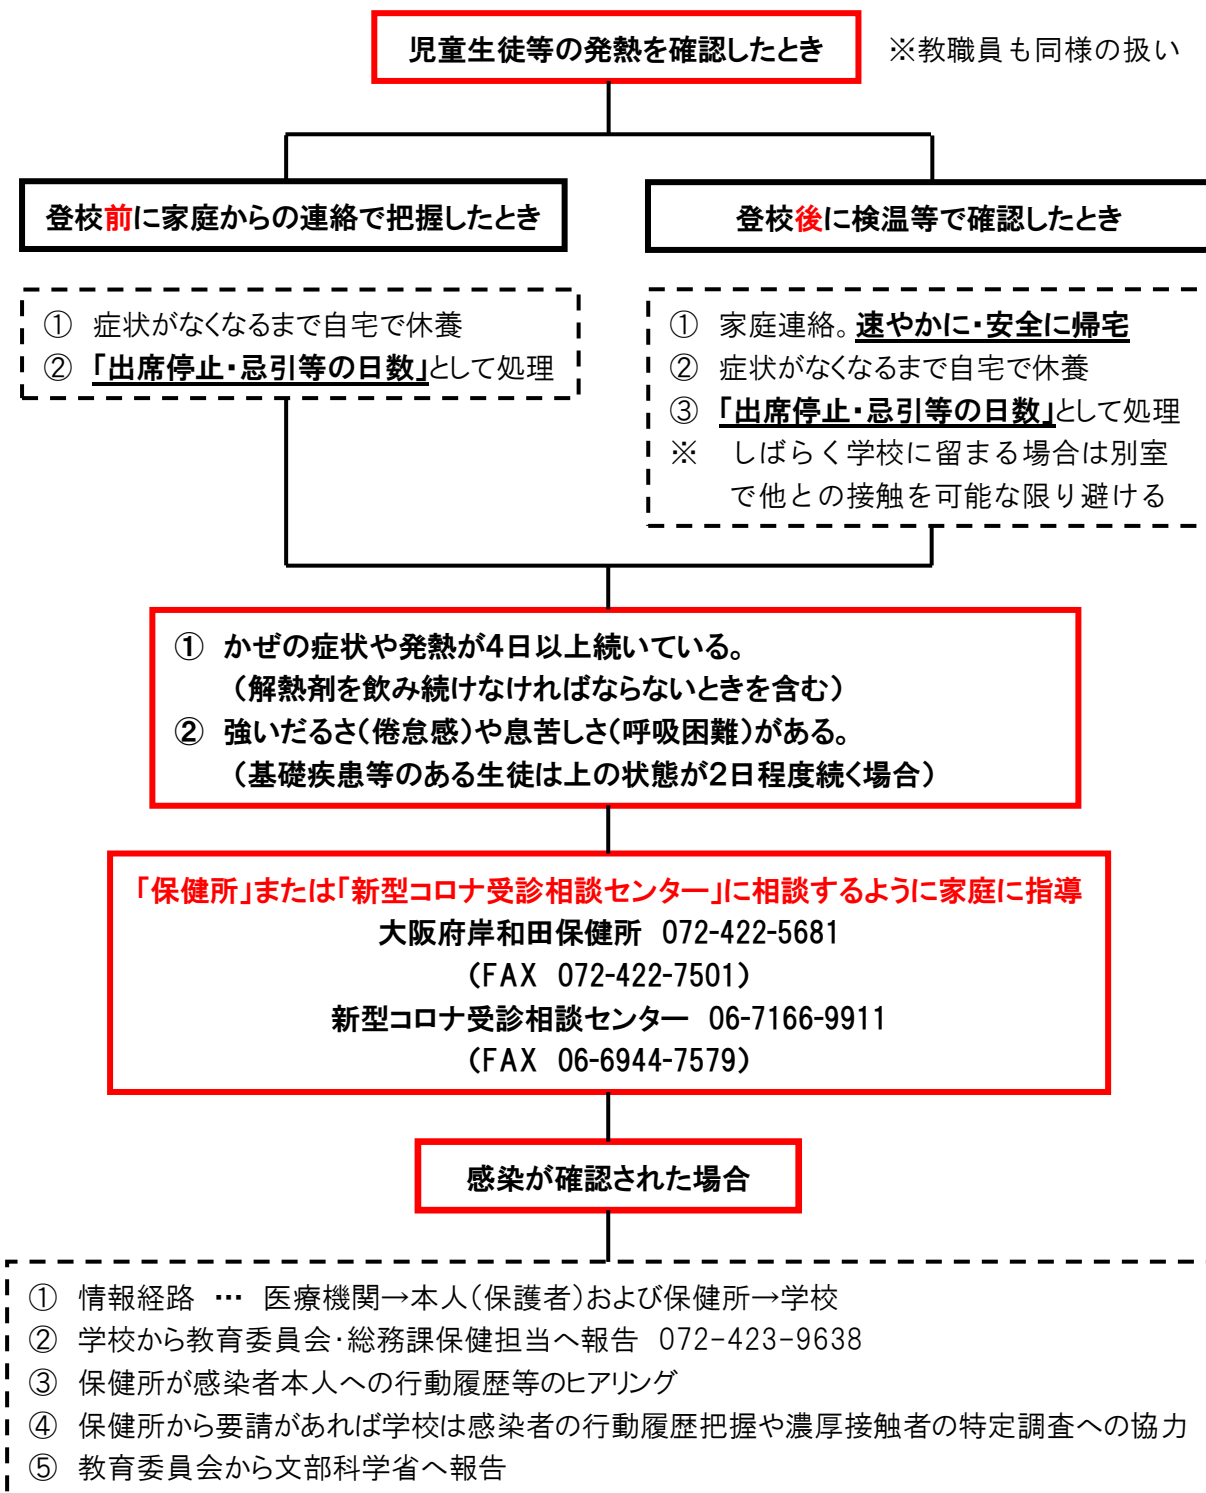 児童生徒等の発熱を確認したとき
※教職員も同様の扱い
登校前に家庭からの連絡で把握したとき
① 症状がなくなるまで自宅で休養
② 「出席停止・忌引等の日数」として処理
登校後に検温等で確認したとき
① 家庭連絡。速やかに・安全に帰宅
② 症状がなくなるまで自宅で休養
③ 「出席停止・忌引等の日数」として処理
※ しばらく学校に留まる場合は別室
で他との接触を可能な限り避ける
① かぜの症状や発熱が4日以上続いている。
（解熱剤を飲み続けなければならないときを含む）
② 強いだるさ（倦怠感）や息苦しさ（呼吸困難）がある。
（基礎疾患等のある生徒は上の状態が2日程度続く場合）
「保健所」または「新型コロナ受診相談センター」に相談するように家庭に指導
大阪府岸和田保健所 072-422-5681
（FAX 072-422-7501）
新型コロナ受診相談センター 06-7166-9911
（FAX 06-6944-7579）
感染が確認された場合
① 情報経路 … 医療機関→本人（保護者）および保健所→学校
② 学校から教育委員会・総務課保健担当へ報告 072-423-9638
③ 保健所が感染者本人への行動履歴等のヒアリング
④ 保健所から要請があれば学校は感染者の行動履歴把握や濃厚接触者の特定調査への協力
⑤ 教育委員会から文部科学省へ報告